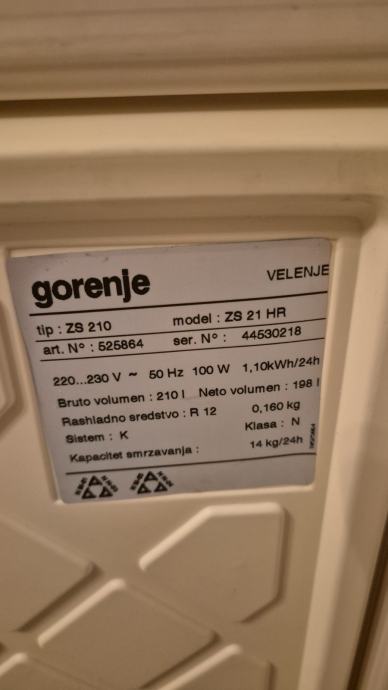 gorenje
VELENJE
tip : ZS 210 model : ZS 21 HR
art. Nº : 525864 ser. Nº : 44530218
220...230 V ~ 50 Hz 100 W 1,10kWh/24h
Bruto volumen : 210 l Neto volumen : 198 l
Rashladno sredstvo : R 12 0,160 kg
Sistem : K Klasa : N
Kapacitet smrzavanja : 14 kg/24h